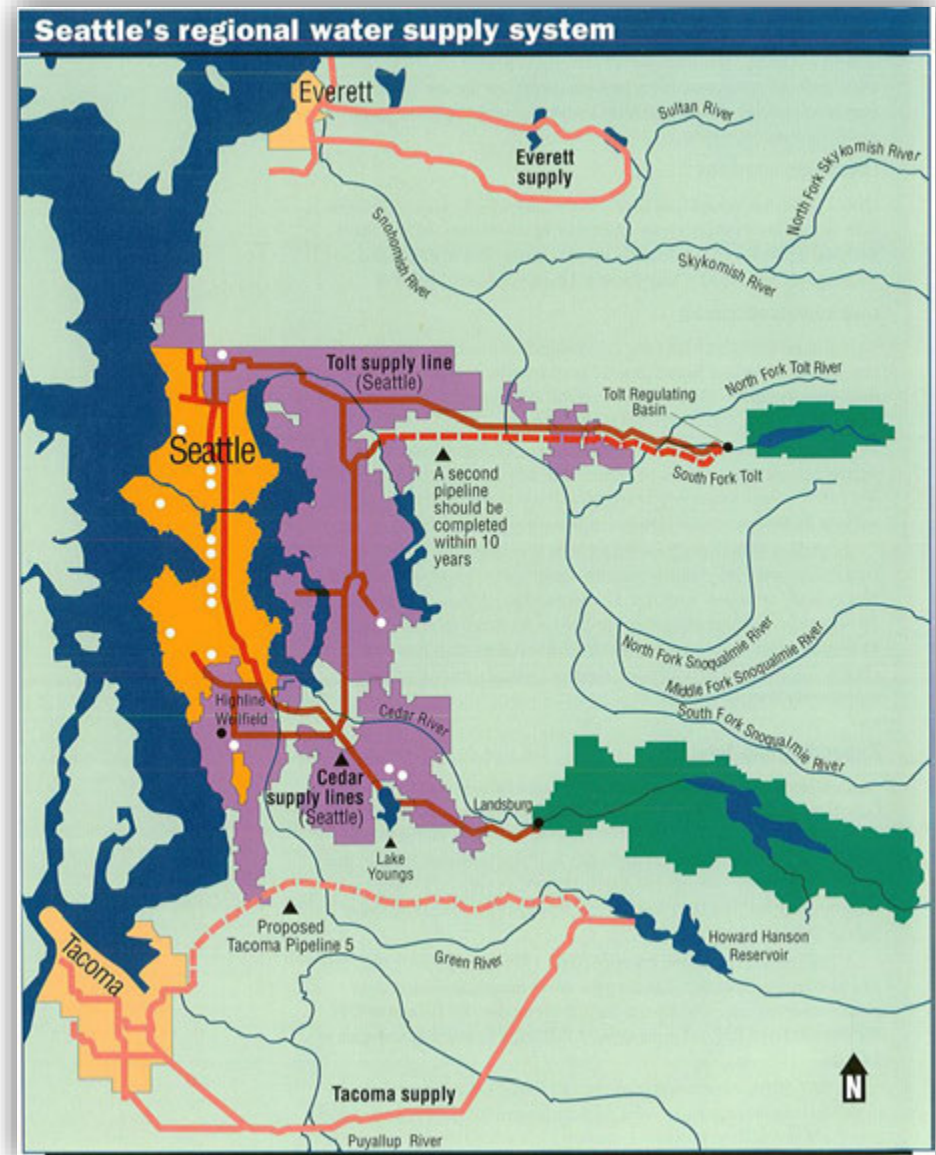 Seattle's regional water supply system
Everett
Sultan River
North Fork Skykomish River
Everett
supply
Snohomish River
Skykomish River
Tolt supply line
(Seattle)
North Fork Tolt River
Tolt Regulating
Basin
Seattle
South Fork Tolt
A second
pipeline
should be
completed
within 10
years
North Fork Snoqualmie River
Middle Fork Snoqualmie River
South Fork Snoqualmie River
Highline
Wellfield
Cedar River
Cedar
supply lines
(Seattle)
Landsburg
Lake
Youngs
Proposed
Tacoma Pipeline 5
Tacoma
Green River
Howard Hanson
Reservoir
Tacoma supply
N
Puyallup River